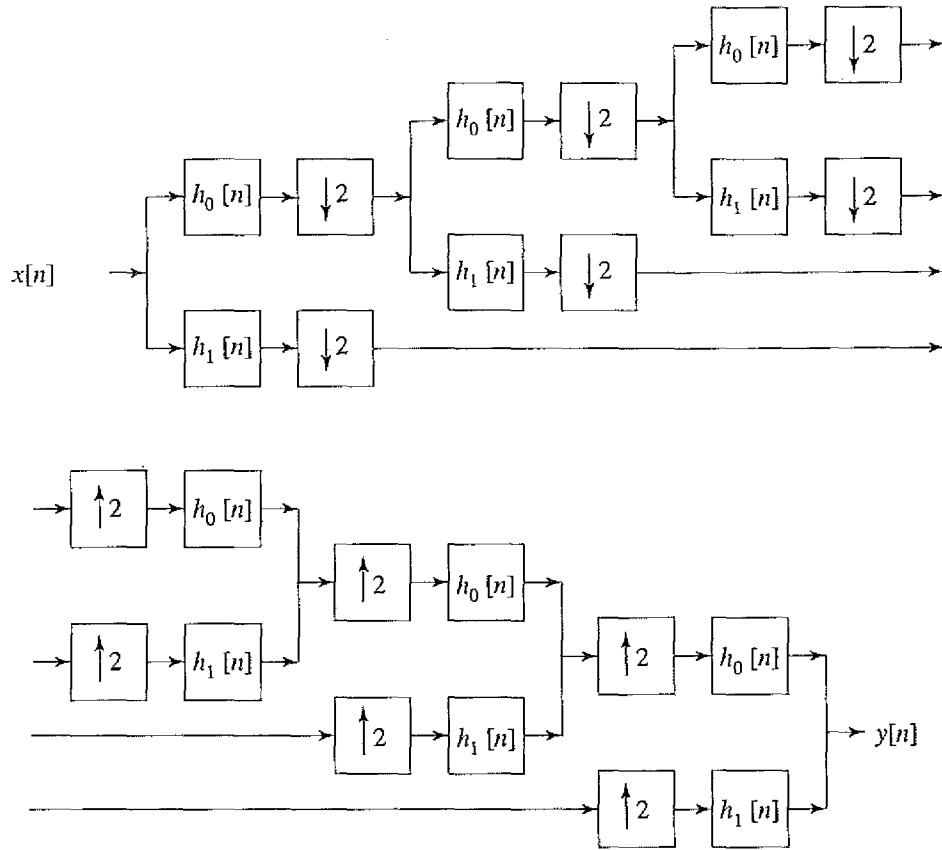 h₀ [n]
↓2
h₀ [n]
↓2
h₀ [n]
↓2
h₁ [n]
↓2
h₁ [n]
↓2
x[n]
h₁ [n]
↓2
↑2
h₀ [n]
↑2
h₀ [n]
↑2
h₁ [n]
↑2
h₀ [n]
↑2
h₁ [n]
y[n]
↑2
h₁ [n]